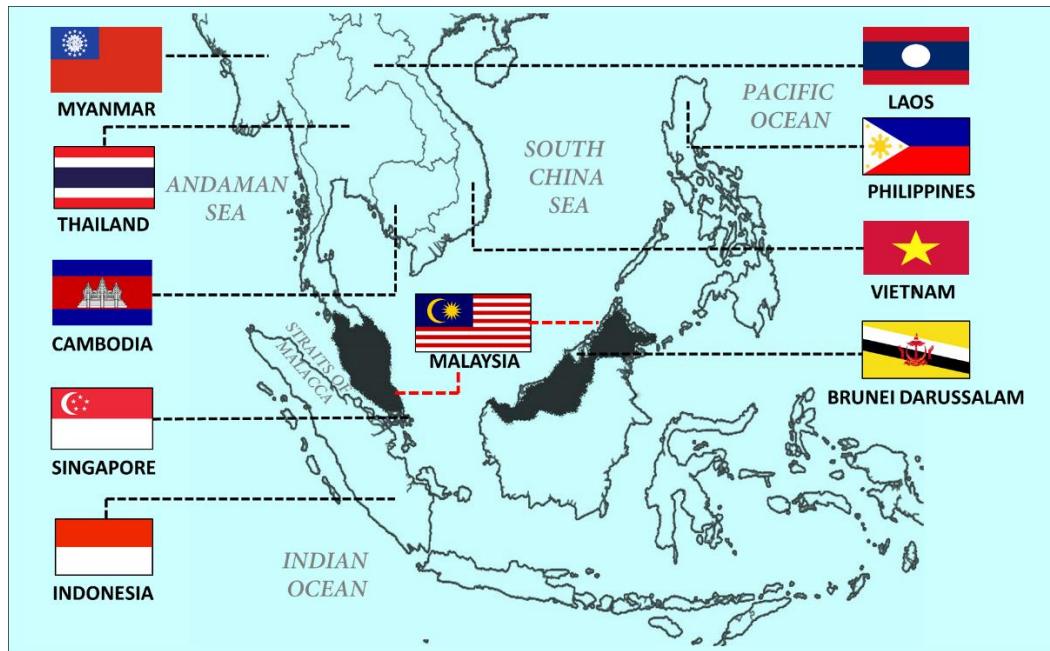 MYANMAR
THAILAND
CAMBODIA
SINGAPORE
INDONESIA
ANDAMAN
SEA
STRAITS OF
MALACCA
INDIAN
OCEAN
SOUTH
CHINA
SEA
MALAYSIA
PACIFIC
OCEAN
LAOS
PHILIPPINES
VIETNAM
BRUNEI DARUSSALAM